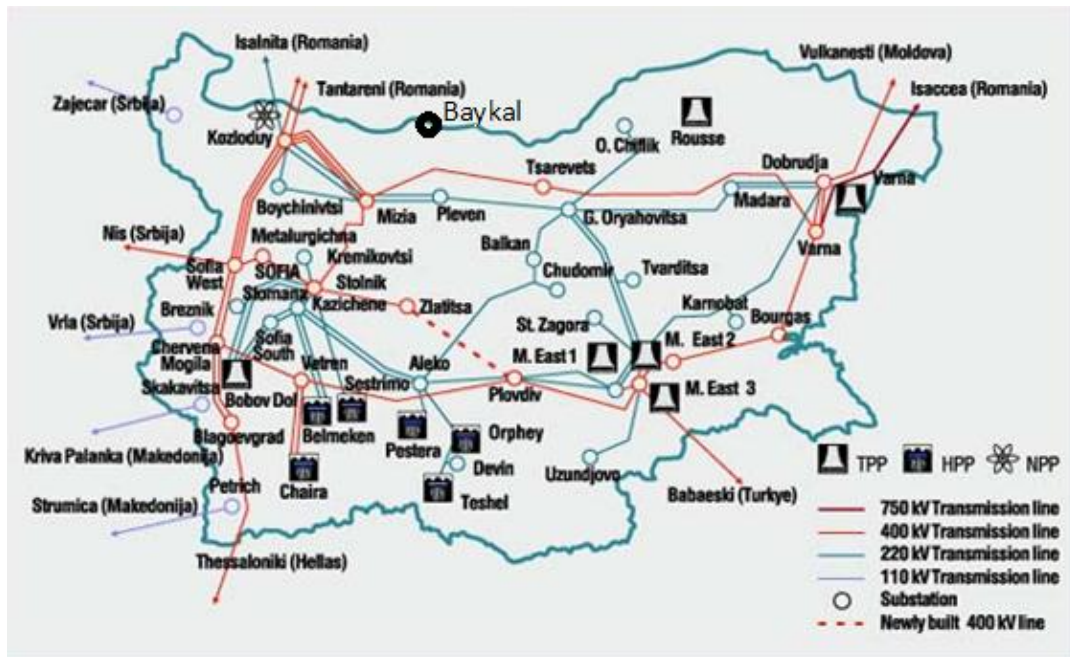 Isalnita (Romania)
Vulkanesti (Moldova)
Tantareni (Romania)
Isaccea (Romania)
Zajecar (Srbija)
Baykal
Kozloduy
O. Chiflik
Rousse
Tsarevets
Dobrudja
Varna
Boychinivtsi
Mizia
Pleven
G. Oryahovitsa
Madara
Nis (Srbija)
Metalurgichna
Kremikovtsi
Balkan
Varna
Sofia
West
SOFIA
Stolnik
Chudomir
Tvarditsa
Breznik
Slomana
Kazichene
Zlatitsa
Karnobat
Bourgas
Vrla (Srbija)
Sofia
South
St. Zagora
M. East 2
Chervena
Mogila
Vetren
Aleko
M. East 1
Skakavitsa
Sestrimo
Plovdiv
M. East 3
Bobov Dol
Blagoevgrad
Belmeken
Pestera
Orphey
Kriva Palanka (Makedonija)
Devin
Uzundjovo
TPP
HPP
NPP
Petrich
Chaira
Teshel
Babaeski (Turkye)
Strumica (Makedonija)
750 kV Transmission line
400 kV Transmission line
220 kV Transmission line
110 kV Transmission line
Thessaloniki (Hellas)
Substation
Newly built 400 kV line